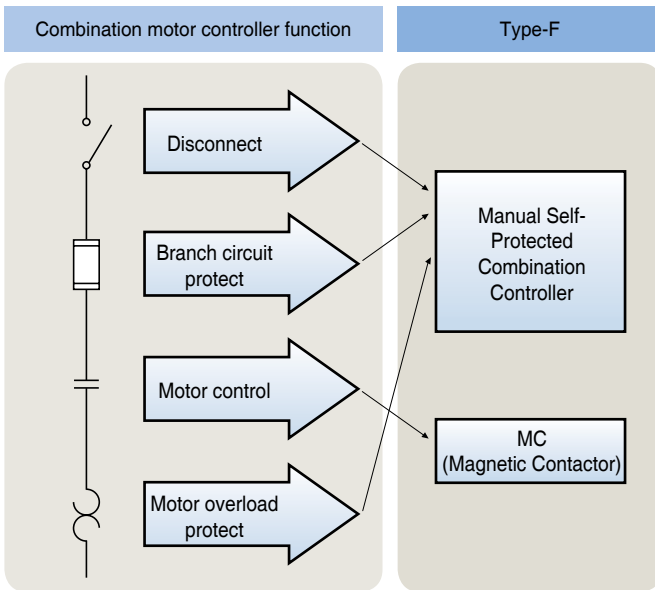 Combination motor controller function
Type-F
Disconnect
Branch circuit
protect
Motor control
Motor overload
protect
Manual Self-
Protected
Combination
Controller
MC
(Magnetic Contactor)